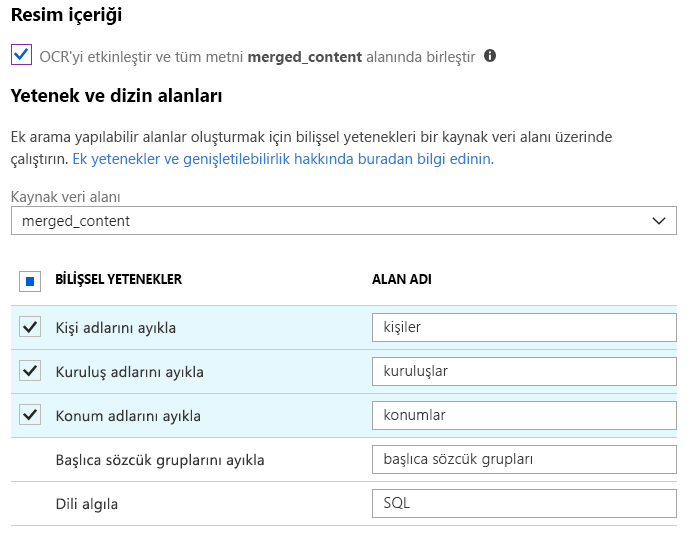 Resim içeriği
OCR'yi etkinleştir ve tüm metni merged_content alanında birleştir
Yetenek ve dizin alanları
Ek arama yapılabilir alanlar oluşturmak için bilişsel yetenekleri bir kaynak veri alanı üzerinde
çalıştırın. Ek yetenekler ve genişletilebilirlik hakkında buradan bilgi edinin.
Kaynak veri alanı
merged_content
BİLİŞSEL YETENEKLER ALAN ADI
Kişi adlarını ayıkla kişiler
Kuruluş adlarını ayıkla kuruluşlar
Konum adlarını ayıkla konumlar
Başlıca sözcük gruplarını ayıkla başlıca sözcük grupları
Dili algıla SQL